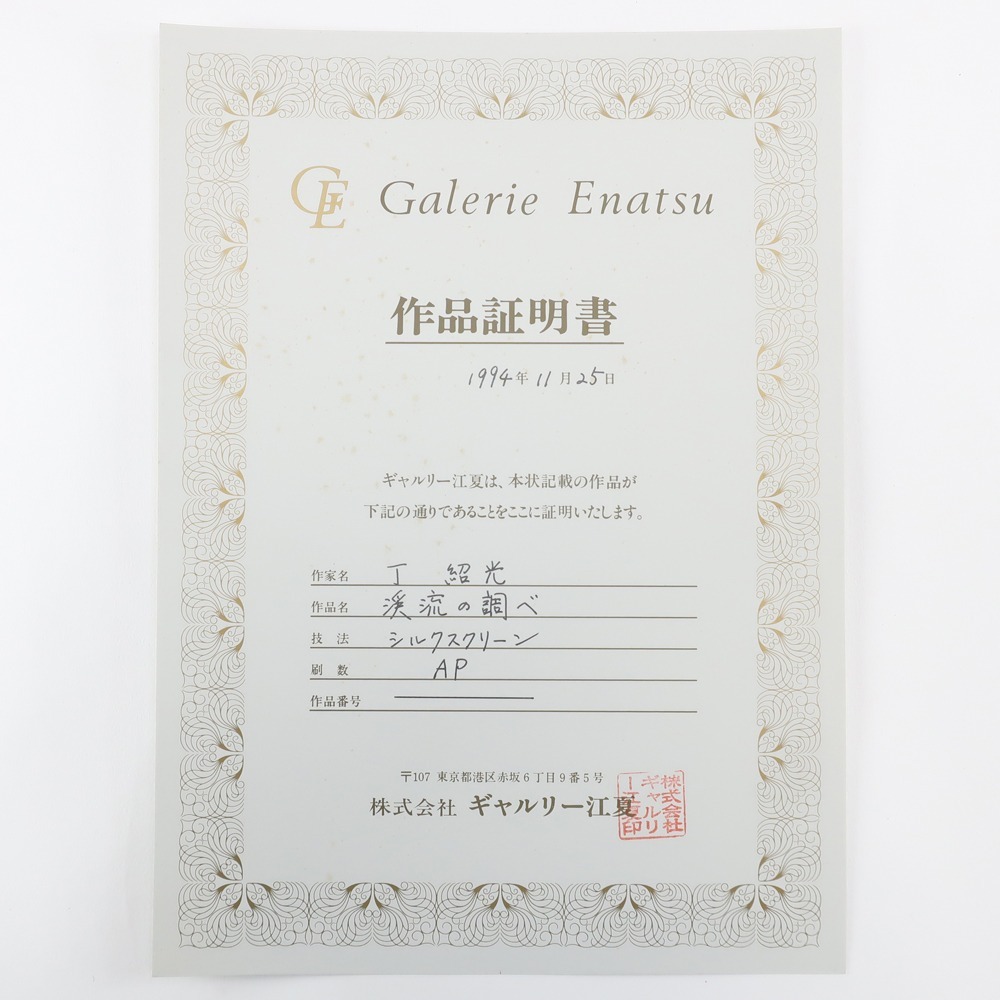 GE Galerie Enatsu
作品証明書
1994年11月25日
ギャルリー江夏は、本状記載の作品が
下記の通りであることをここに証明いたします。
作家名 丁 紹光
作品名 渓流の調べ
技法 シルクスクリーン
刷数 AP
作品番号
〒107 東京都港区赤坂6丁目9番5号
株式会社 ギャルリー江夏
株式会社
ギャルリ
ー江夏印